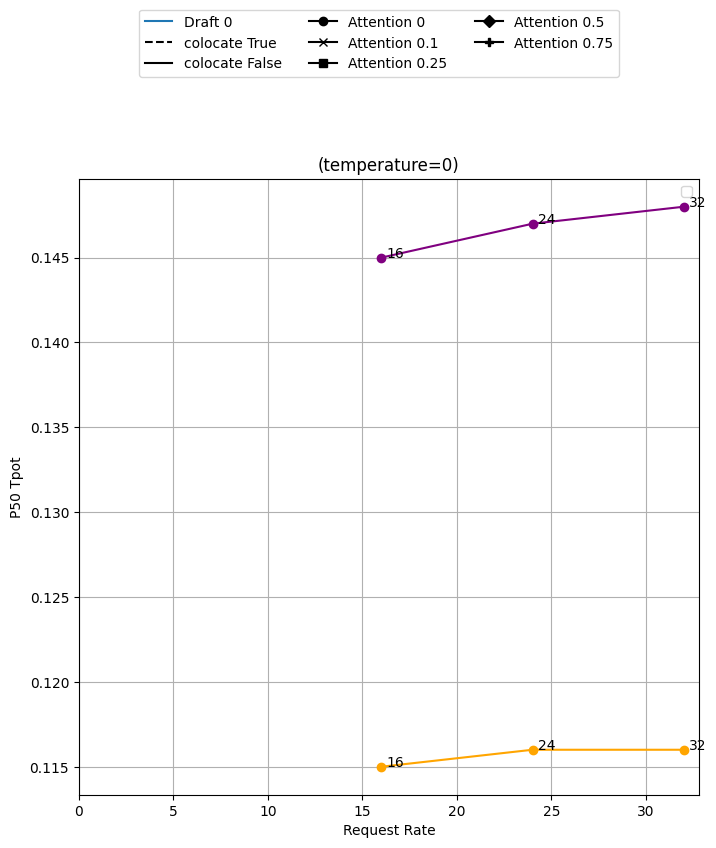 Draft 0
colocate True
colocate False
Attention 0
Attention 0.1
Attention 0.25
Attention 0.5
Attention 0.75
(temperature=0)
32
24
16
0.145
0.140
0.135
0.130
0.125
0.120
0.115
P50 Tpot
16
24
32
0
5
10
15
20
25
30
Request Rate